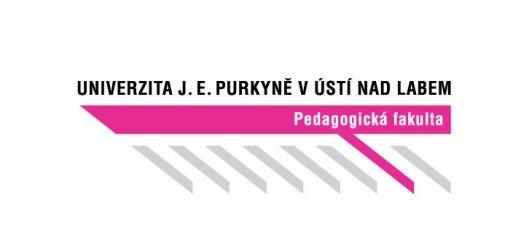 UNIVERZITA J. E. PURKYNĚ V ÚSTÍ NAD LABEM
Pedagogická fakulta